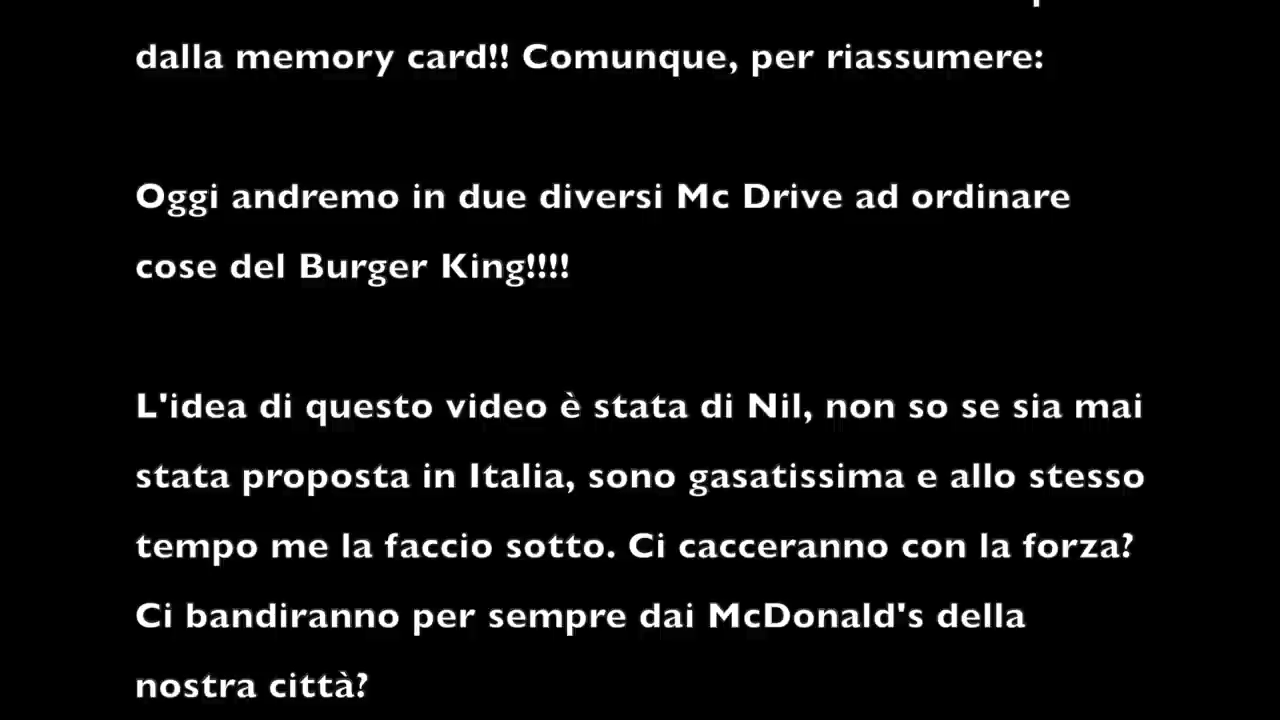 dalla memory card!! Comunque, per riassumere:
Oggi andremo in due diversi Mc Drive ad ordinare
cose del Burger King!!!!
L'idea di questo video è stata di Nil, non so se sia mai
stata proposta in Italia, sono gasatissima e allo stesso
tempo me la faccio sotto. Ci cacceranno con la forza?
Ci bandiranno per sempre dai McDonald's della
nostra città?